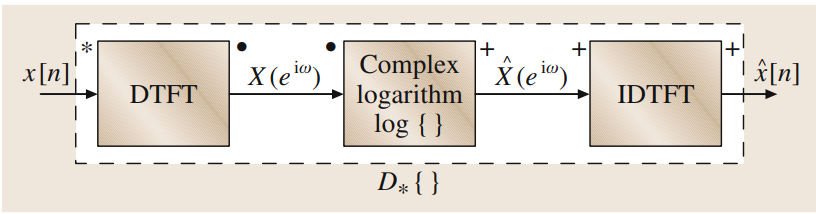 x[n] * DTFT • X(e^{iω}) • Complex logarithm log { } + X̂(e^{iω}) + IDTFT + x̂[n]
D_*{ }